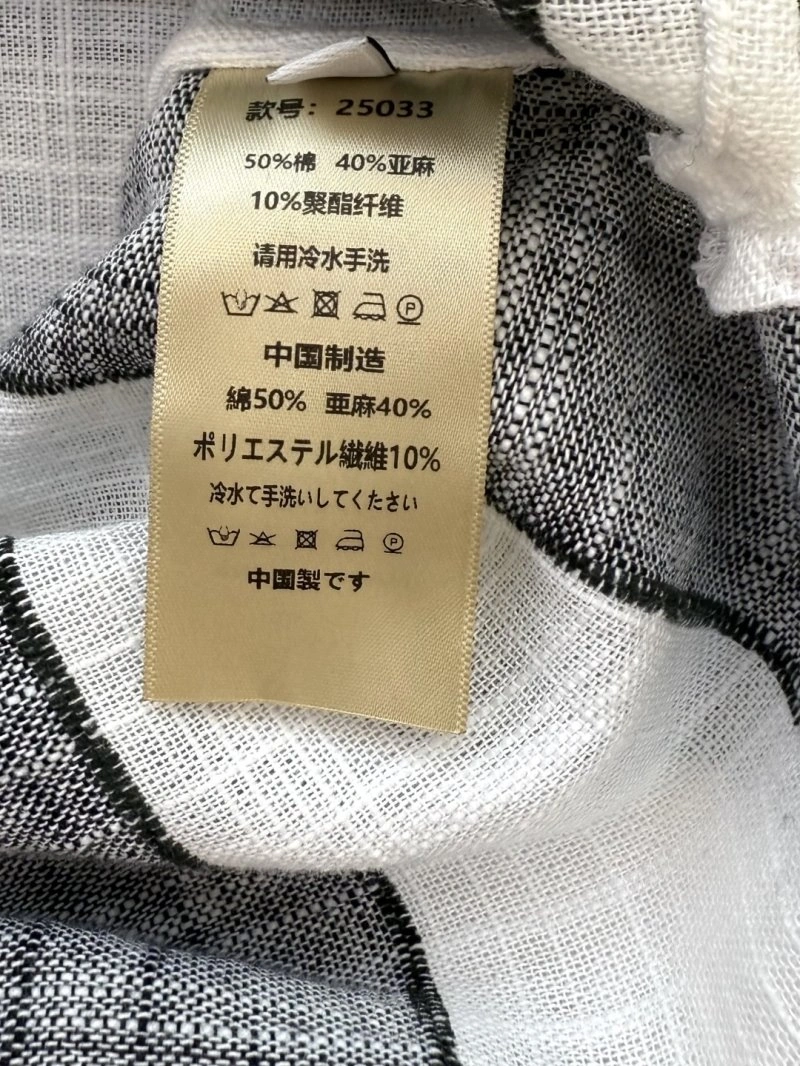 款号：25033
50%棉 40%亚麻
10%聚酯纤维
请用冷水手洗
P
中国制造
綿50% 亜麻40%
ポリエステル繊維10%
冷水て手洗いしてくたさい
P
中国製です